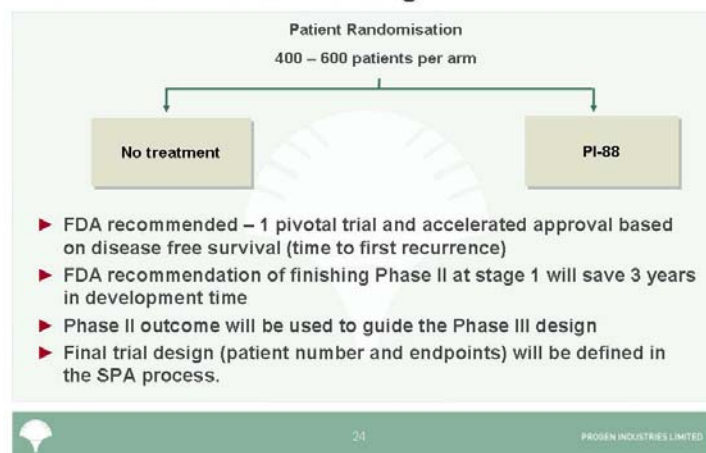 Patient Randomisation
400 – 600 patients per arm
No treatment
PI-88
► FDA recommended – 1 pivotal trial and accelerated approval based
on disease free survival (time to first recurrence)
► FDA recommendation of finishing Phase II at stage 1 will save 3 years
in development time
► Phase II outcome will be used to guide the Phase III design
► Final trial design (patient number and endpoints) will be defined in
the SPA process.
24
PROGEN INDUSTRIES LIMITED